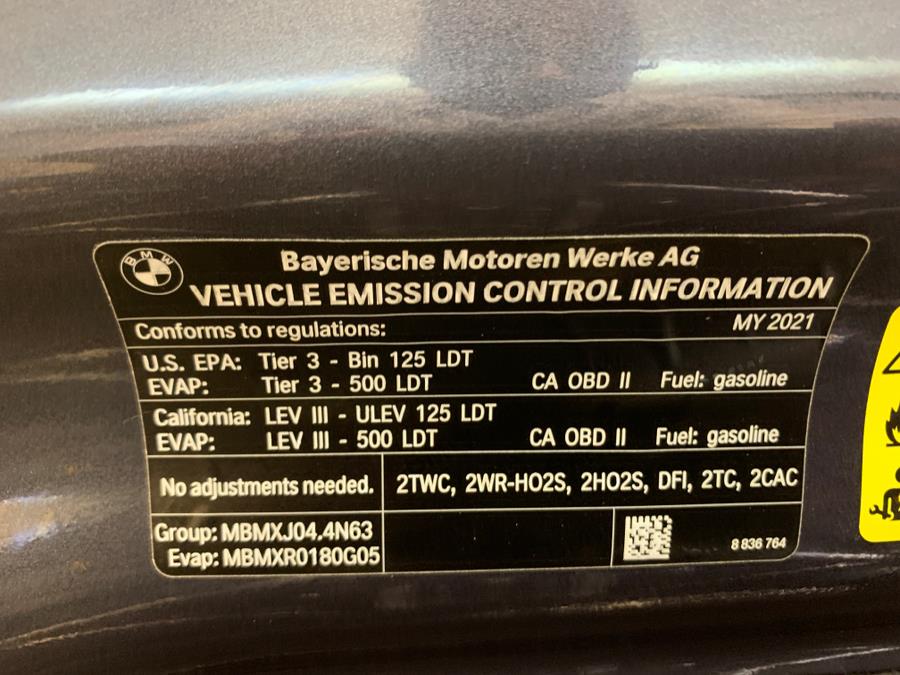 BMW
Bayerische Motoren Werke AG
VEHICLE EMISSION CONTROL INFORMATION
Conforms to regulations: MY 2021
U.S. EPA: Tier 3 - Bin 125 LDT
EVAP: Tier 3 - 500 LDT CA OBD II Fuel: gasoline
California: LEV III - ULEV 125 LDT
EVAP: LEV III - 500 LDT CA OBD II Fuel: gasoline
No adjustments needed. 2TWC, 2WR-HO2S, 2HO2S, DFI, 2TC, 2CAC
Group: MBMXJ04.4N63
Evap: MBMXR0180G05
8 836 764